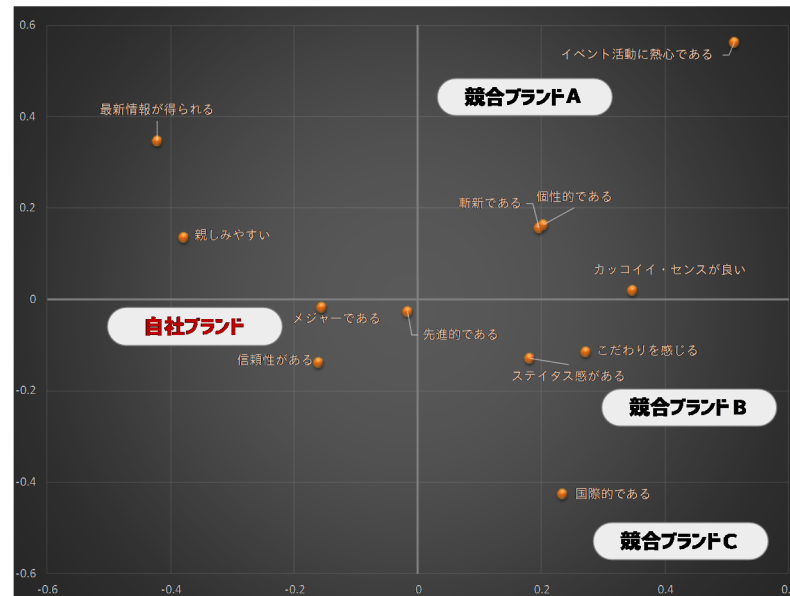 0.6
イベント活動に熱心である
競合ブランドA
最新情報が得られる
0.4
0.2
斬新である
個性的である
親しみやすい
カッコイイ・センスが良い
0
自社ブランド
メジャーである
先進的である
信頼性がある
こだわりを感じる
ステイタス感がある
-0.2
競合ブランドB
-0.4
国際的である
競合ブランドC
-0.6
-0.6
-0.4
-0.2
0
0.2
0.4